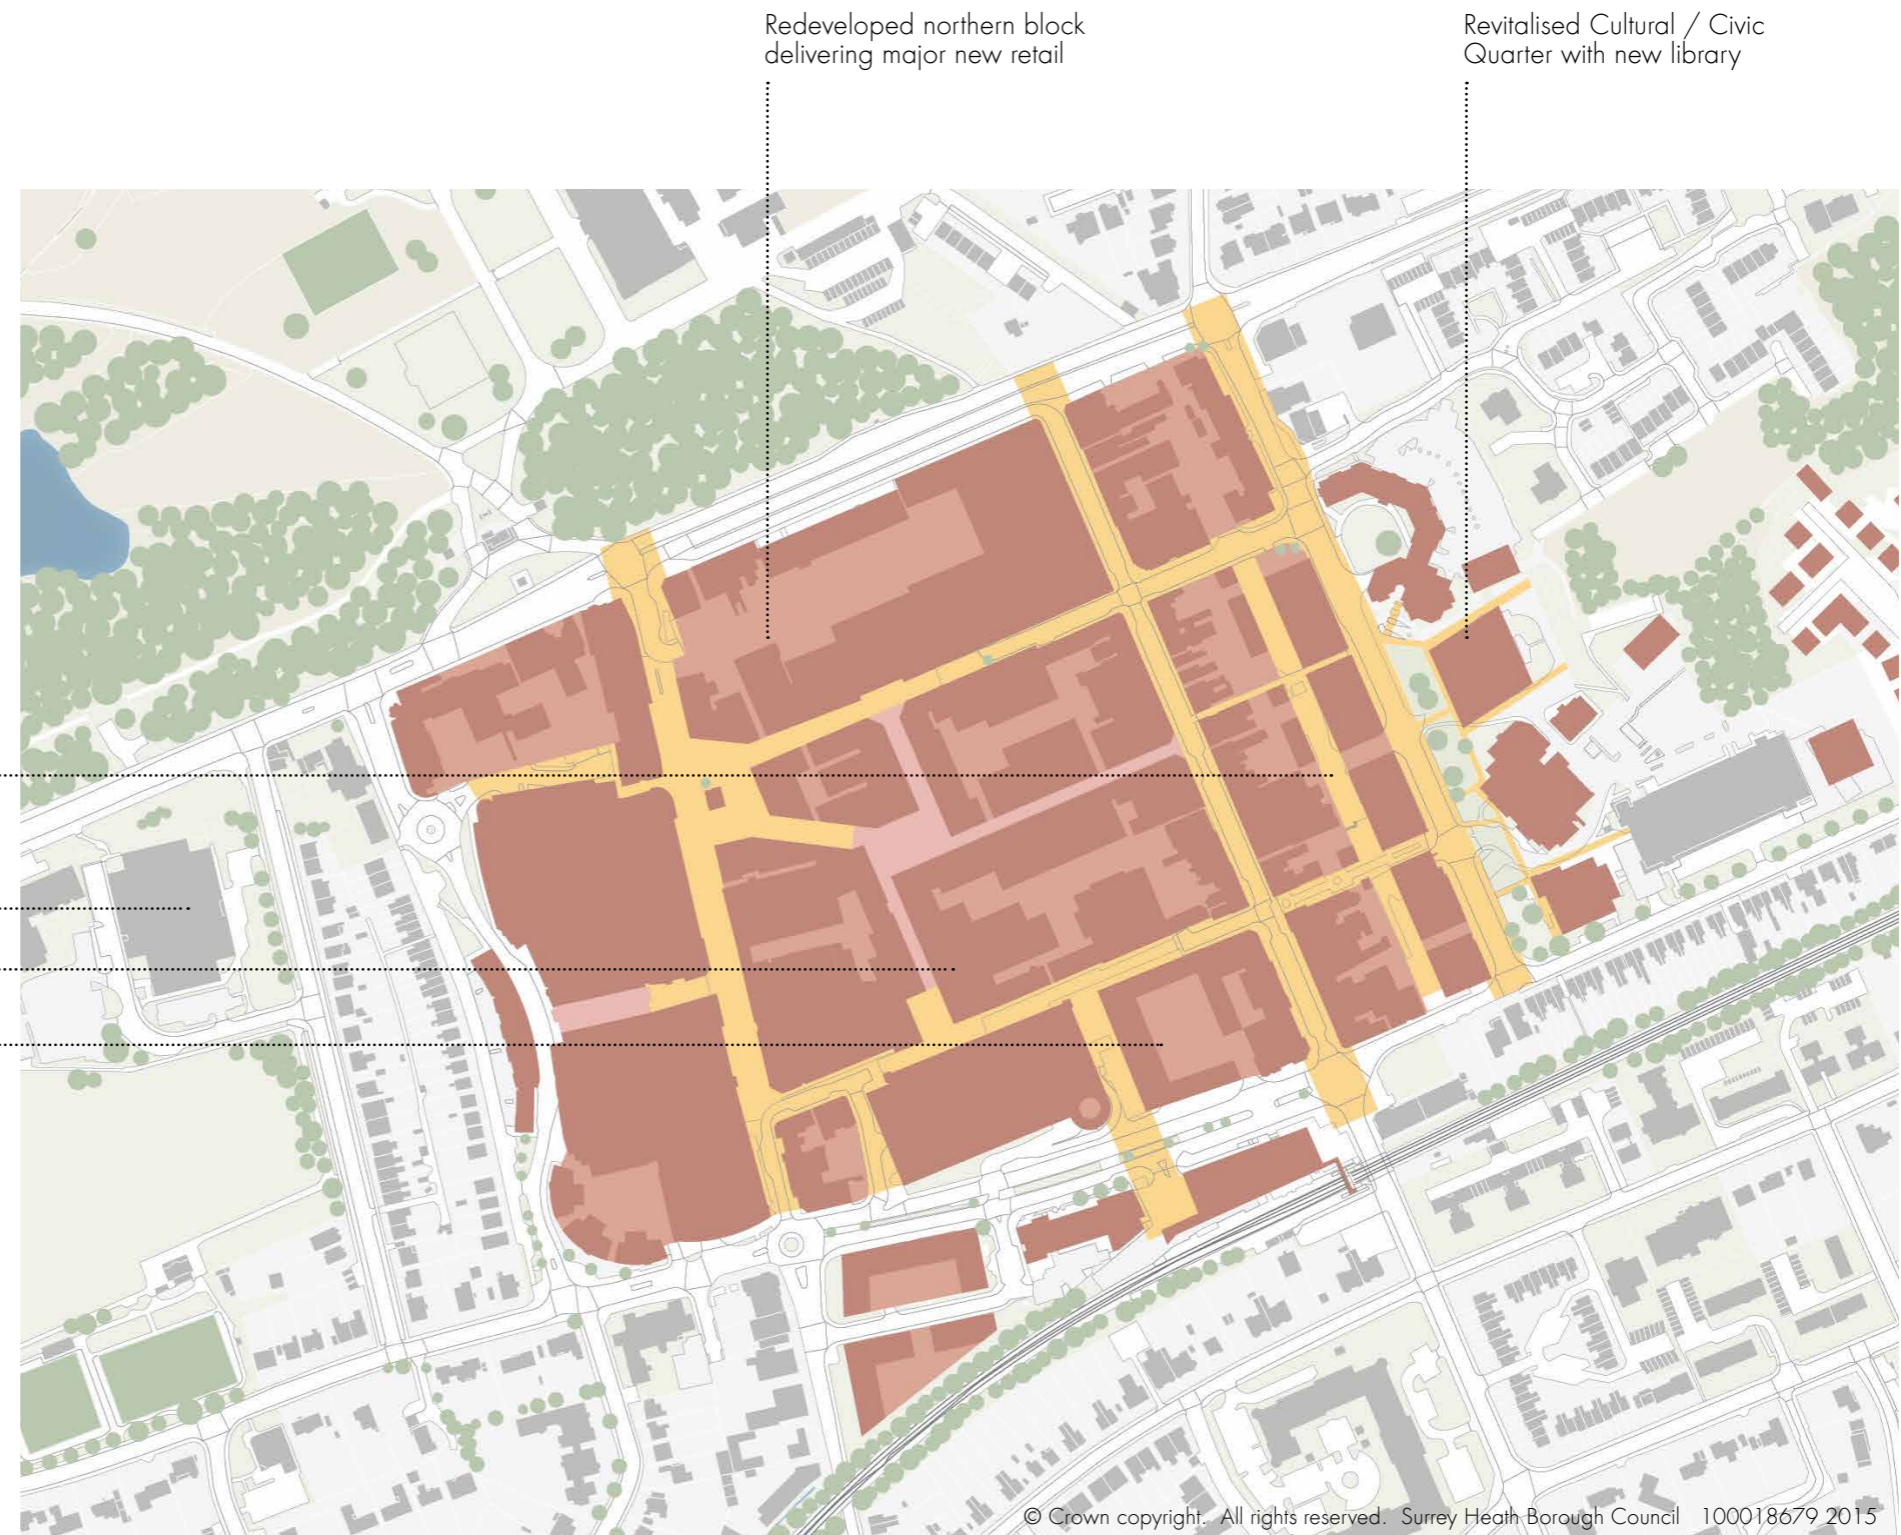 Redeveloped northern block
delivering major new retail
Revitalised Cultural / Civic
Quarter with new library
© Crown copyright. All rights reserved. Surrey Heath Borough Council 100018679 2015